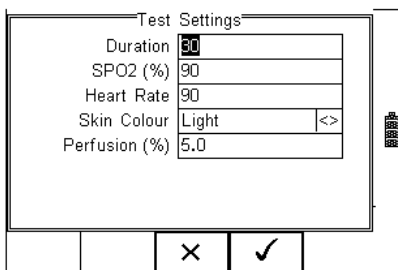 Test Settings
Duration 30
SPO2 (%) 90
Heart Rate 90
Skin Colour Light <>
Perfusion (%) 5.0